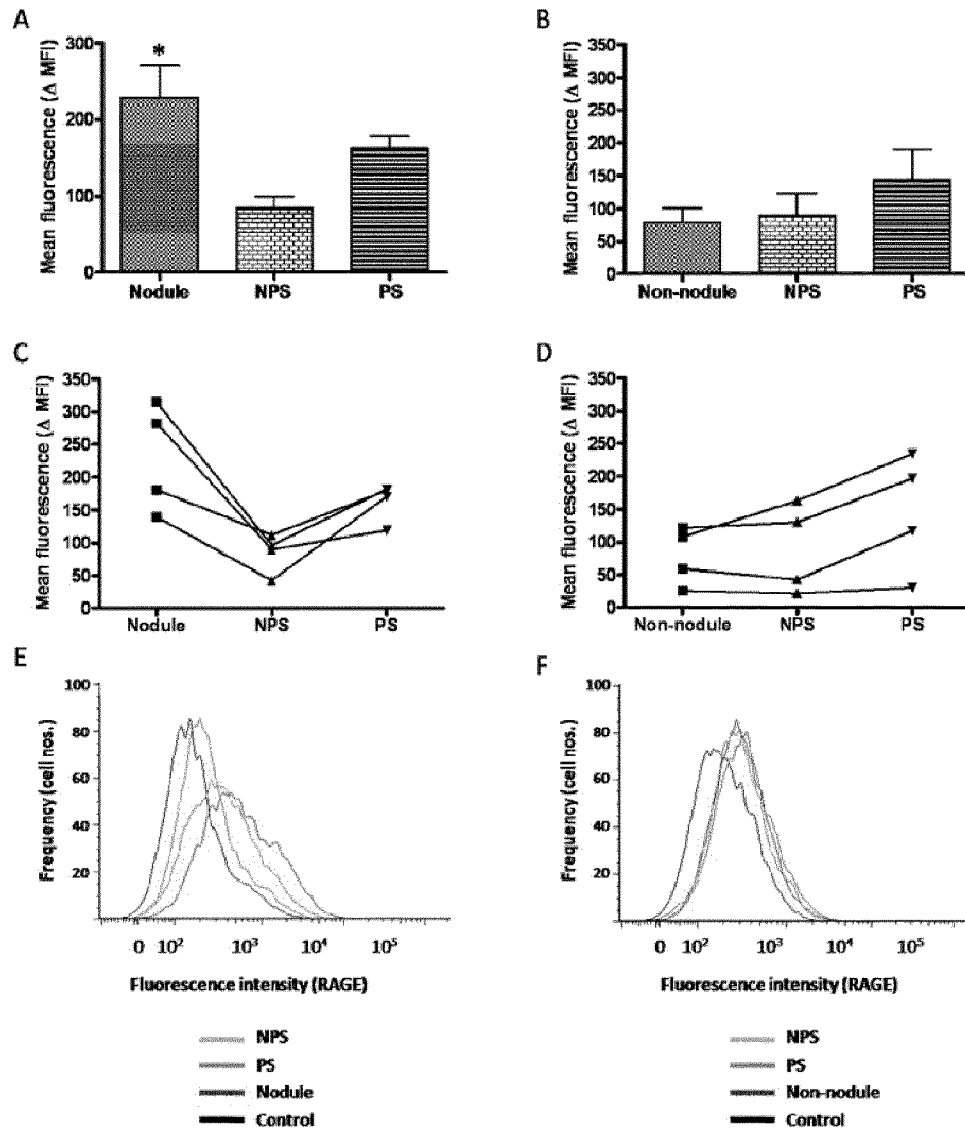 A
Mean fluorescence (Δ MFI)
300
200
100
0
*
Nodule NPS PS
B
Mean fluorescence (Δ MFI)
350
300
250
200
150
100
50
0
Non-nodule NPS PS
C
Mean fluorescence (Δ MFI)
350
300
250
200
150
100
50
0
Nodule NPS PS
D
Mean fluorescence (Δ MFI)
350
300
250
200
150
100
50
0
Non-nodule NPS PS
E
Frequency (cell nos.)
100
80
60
40
20
0 10² 10³ 10⁴ 10⁵
Fluorescence intensity (RAGE)
NPS
PS
Nodule
Control
F
Frequency (cell nos.)
100
80
60
40
20
0 10² 10³ 10⁴ 10⁵
Fluorescence intensity (RAGE)
NPS
PS
Non-nodule
Control